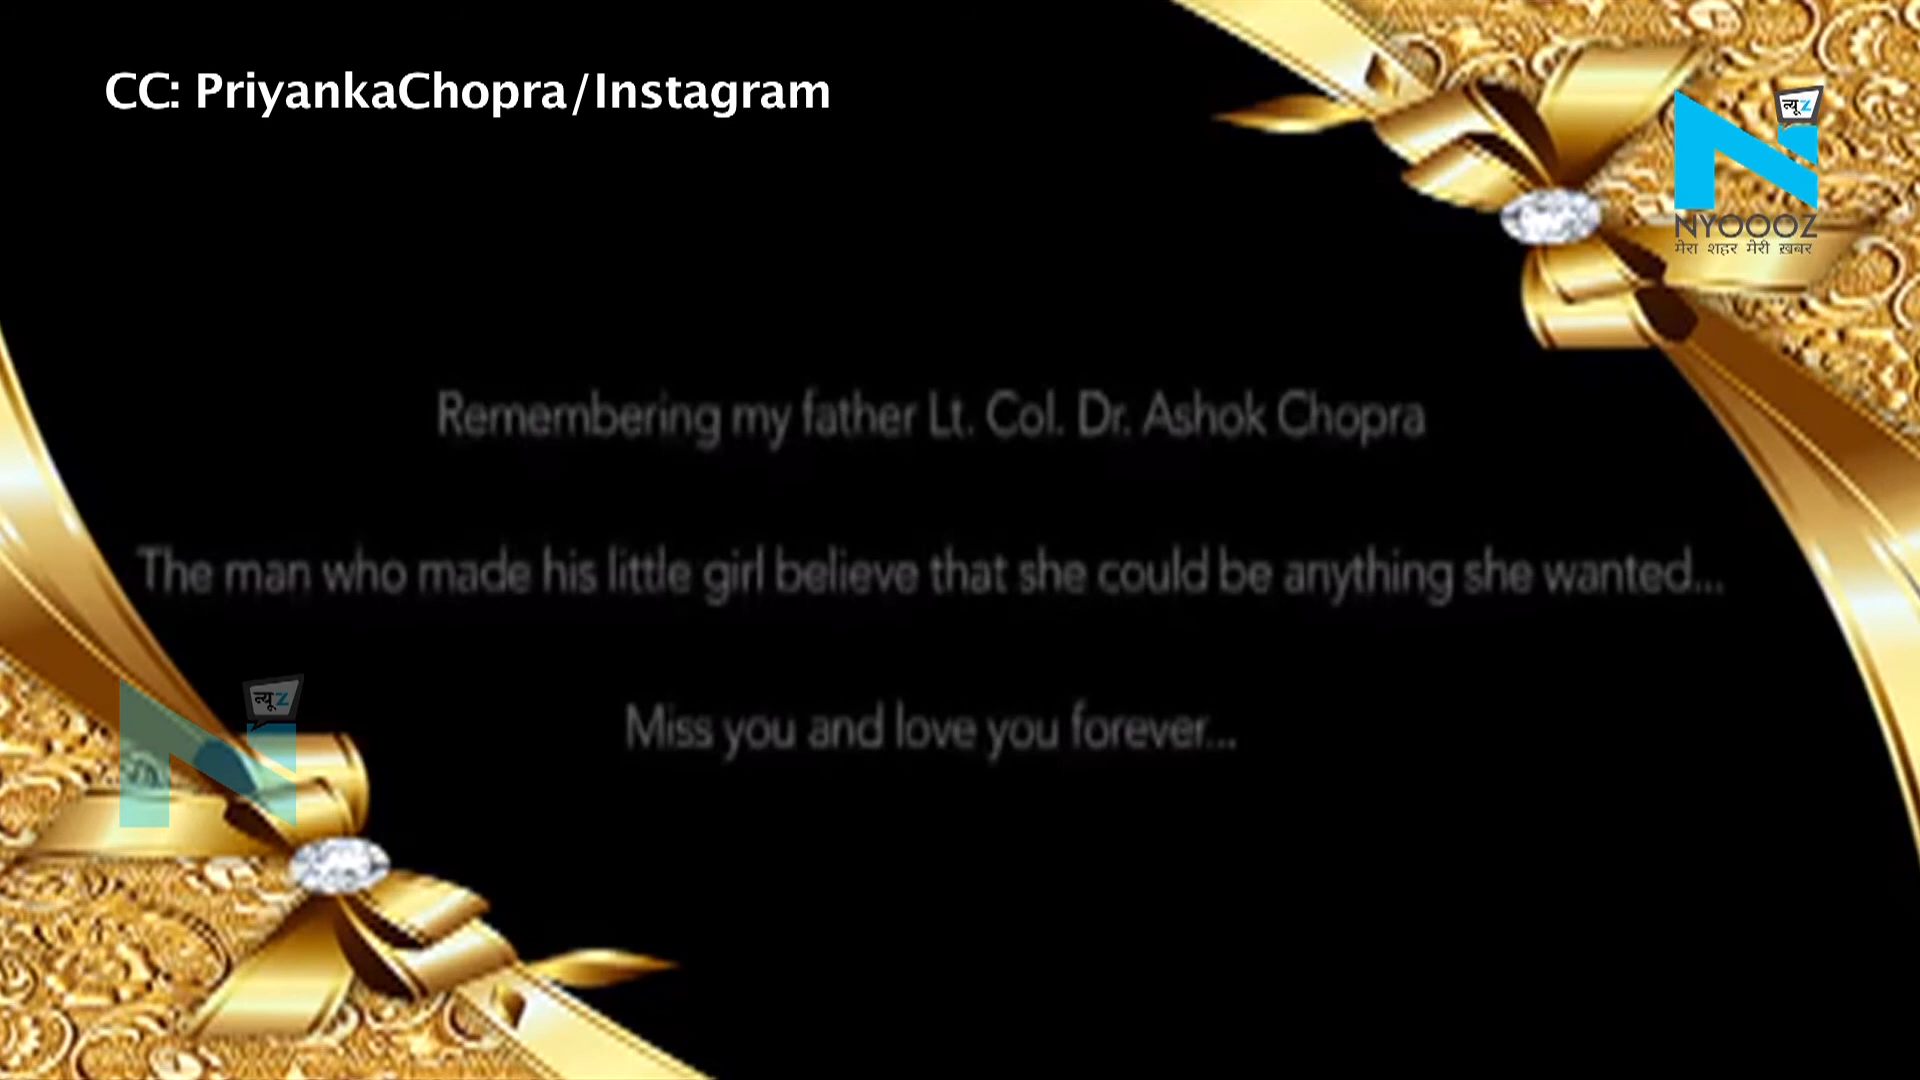 CC: PriyankaChopra/Instagram
न्यूZ
NYOOOZ
मेरा शहर मेरी ख़बर
Remembering my father Lt. Col. Dr. Ashok Chopra
The man who made his little girl believe that she could be anything she wanted...
Miss you and love you forever...
न्यूZ